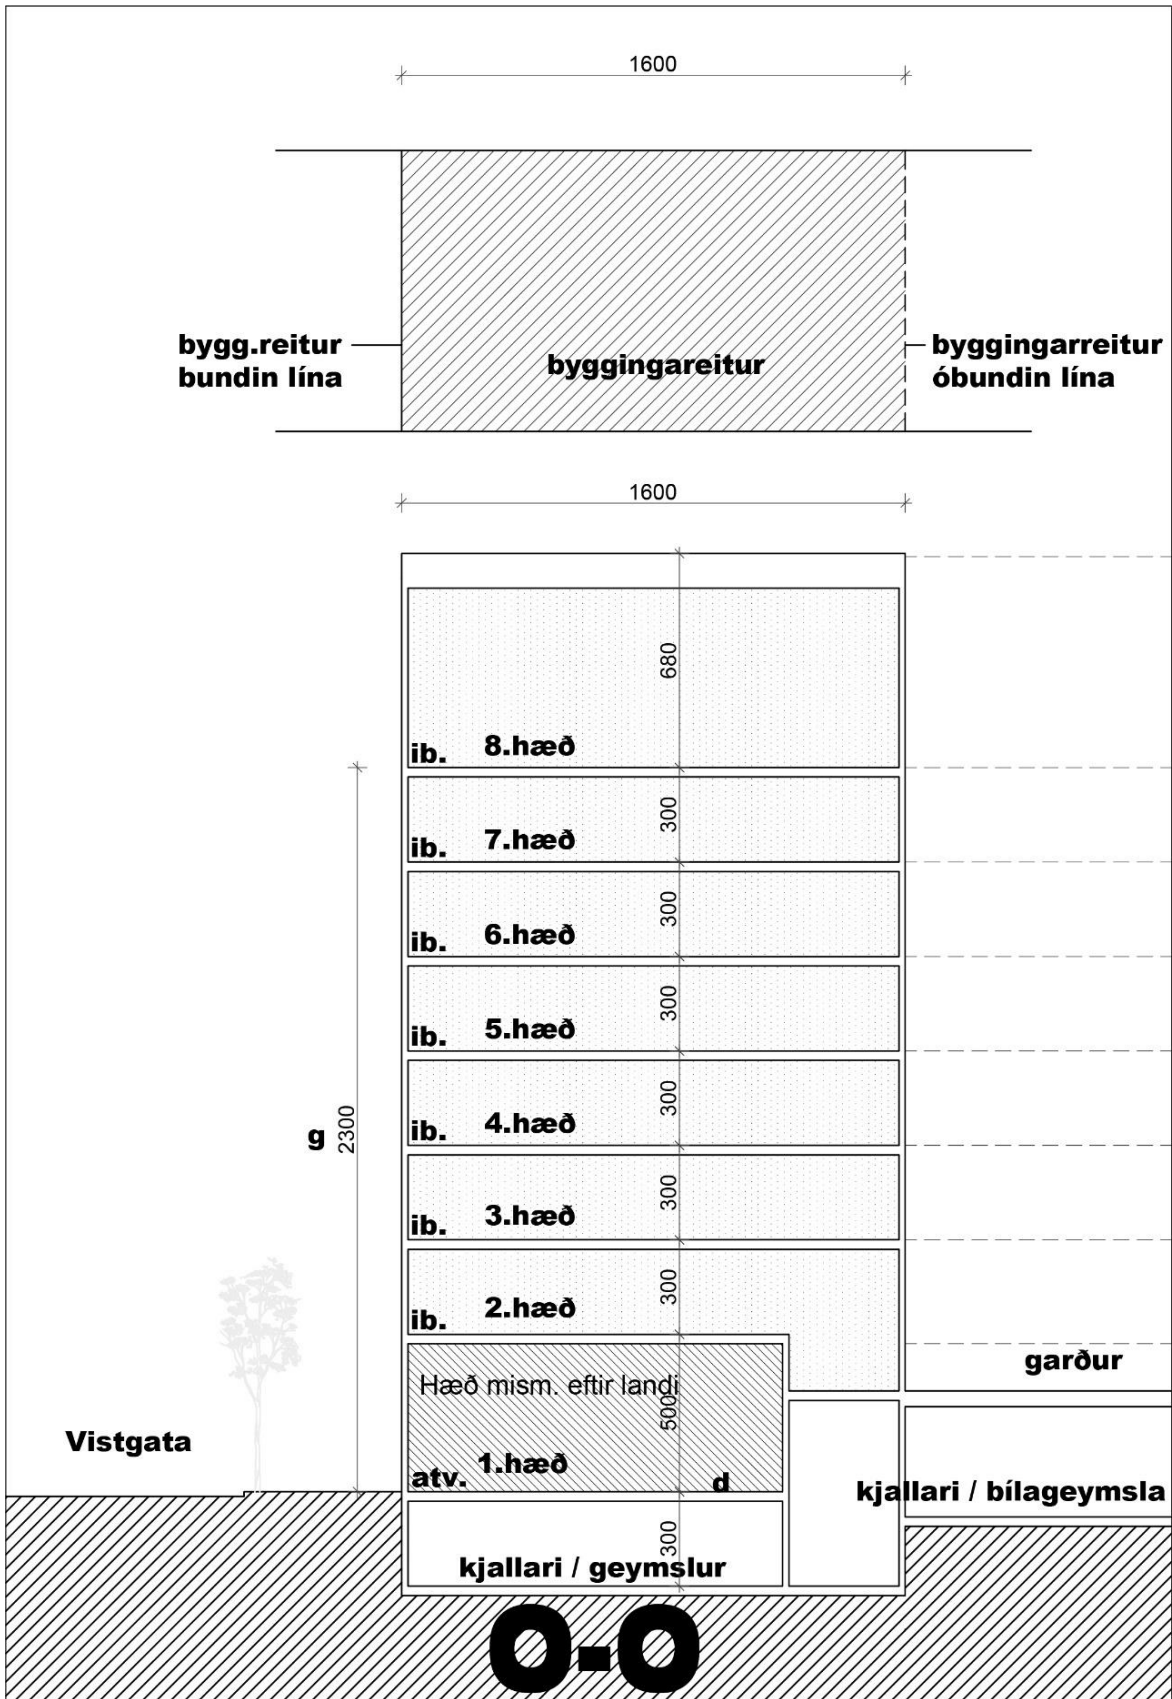 1600
bygg.reitur
bundin lína
byggingareitur
byggingarreitur
óbundin lína
1600
680
ib. 8.hæð
300
ib. 7.hæð
300
ib. 6.hæð
300
ib. 5.hæð
300
ib. 4.hæð
g 2300
300
ib. 3.hæð
300
ib. 2.hæð
garður
Hæð mism. eftir landi
500
Vistgata
atv. 1.hæð
d
kjallari / bílageymsla
300
kjallari / geymslur
O-O